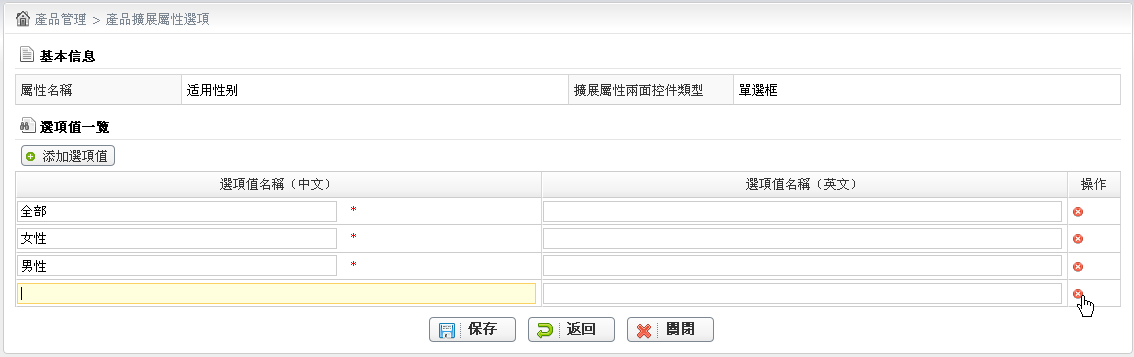 產品管理 > 產品擴展屬性選項
基本信息
屬性名稱 适用性别 擴展屬性兩面控件類型 單選框
選項值一覽
添加選項值
選項值名稱（中文） 選項值名稱（英文） 操作
全部 *
女性 *
男性 *
保存 返回 關閉